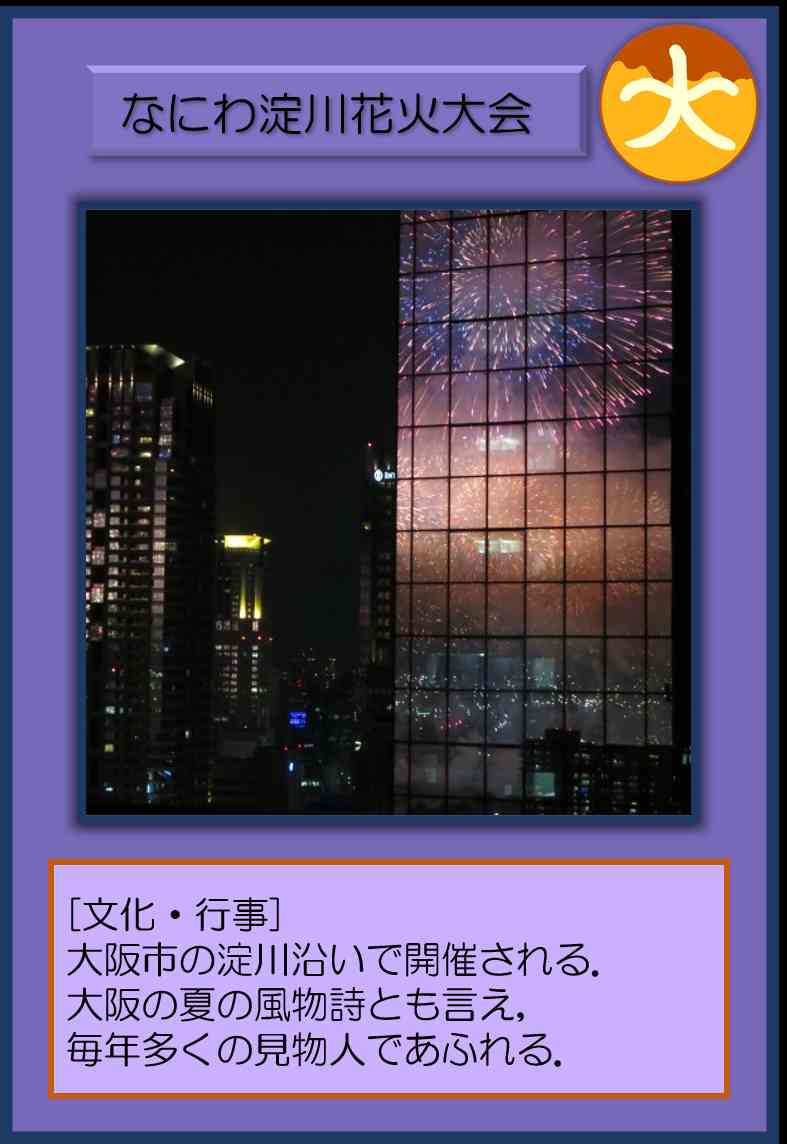 なにわ淀川花火大会
大
[文化・行事]
大阪市の淀川沿いで開催される.
大阪の夏の風物詩とも言え,
毎年多くの見物人であふれる.